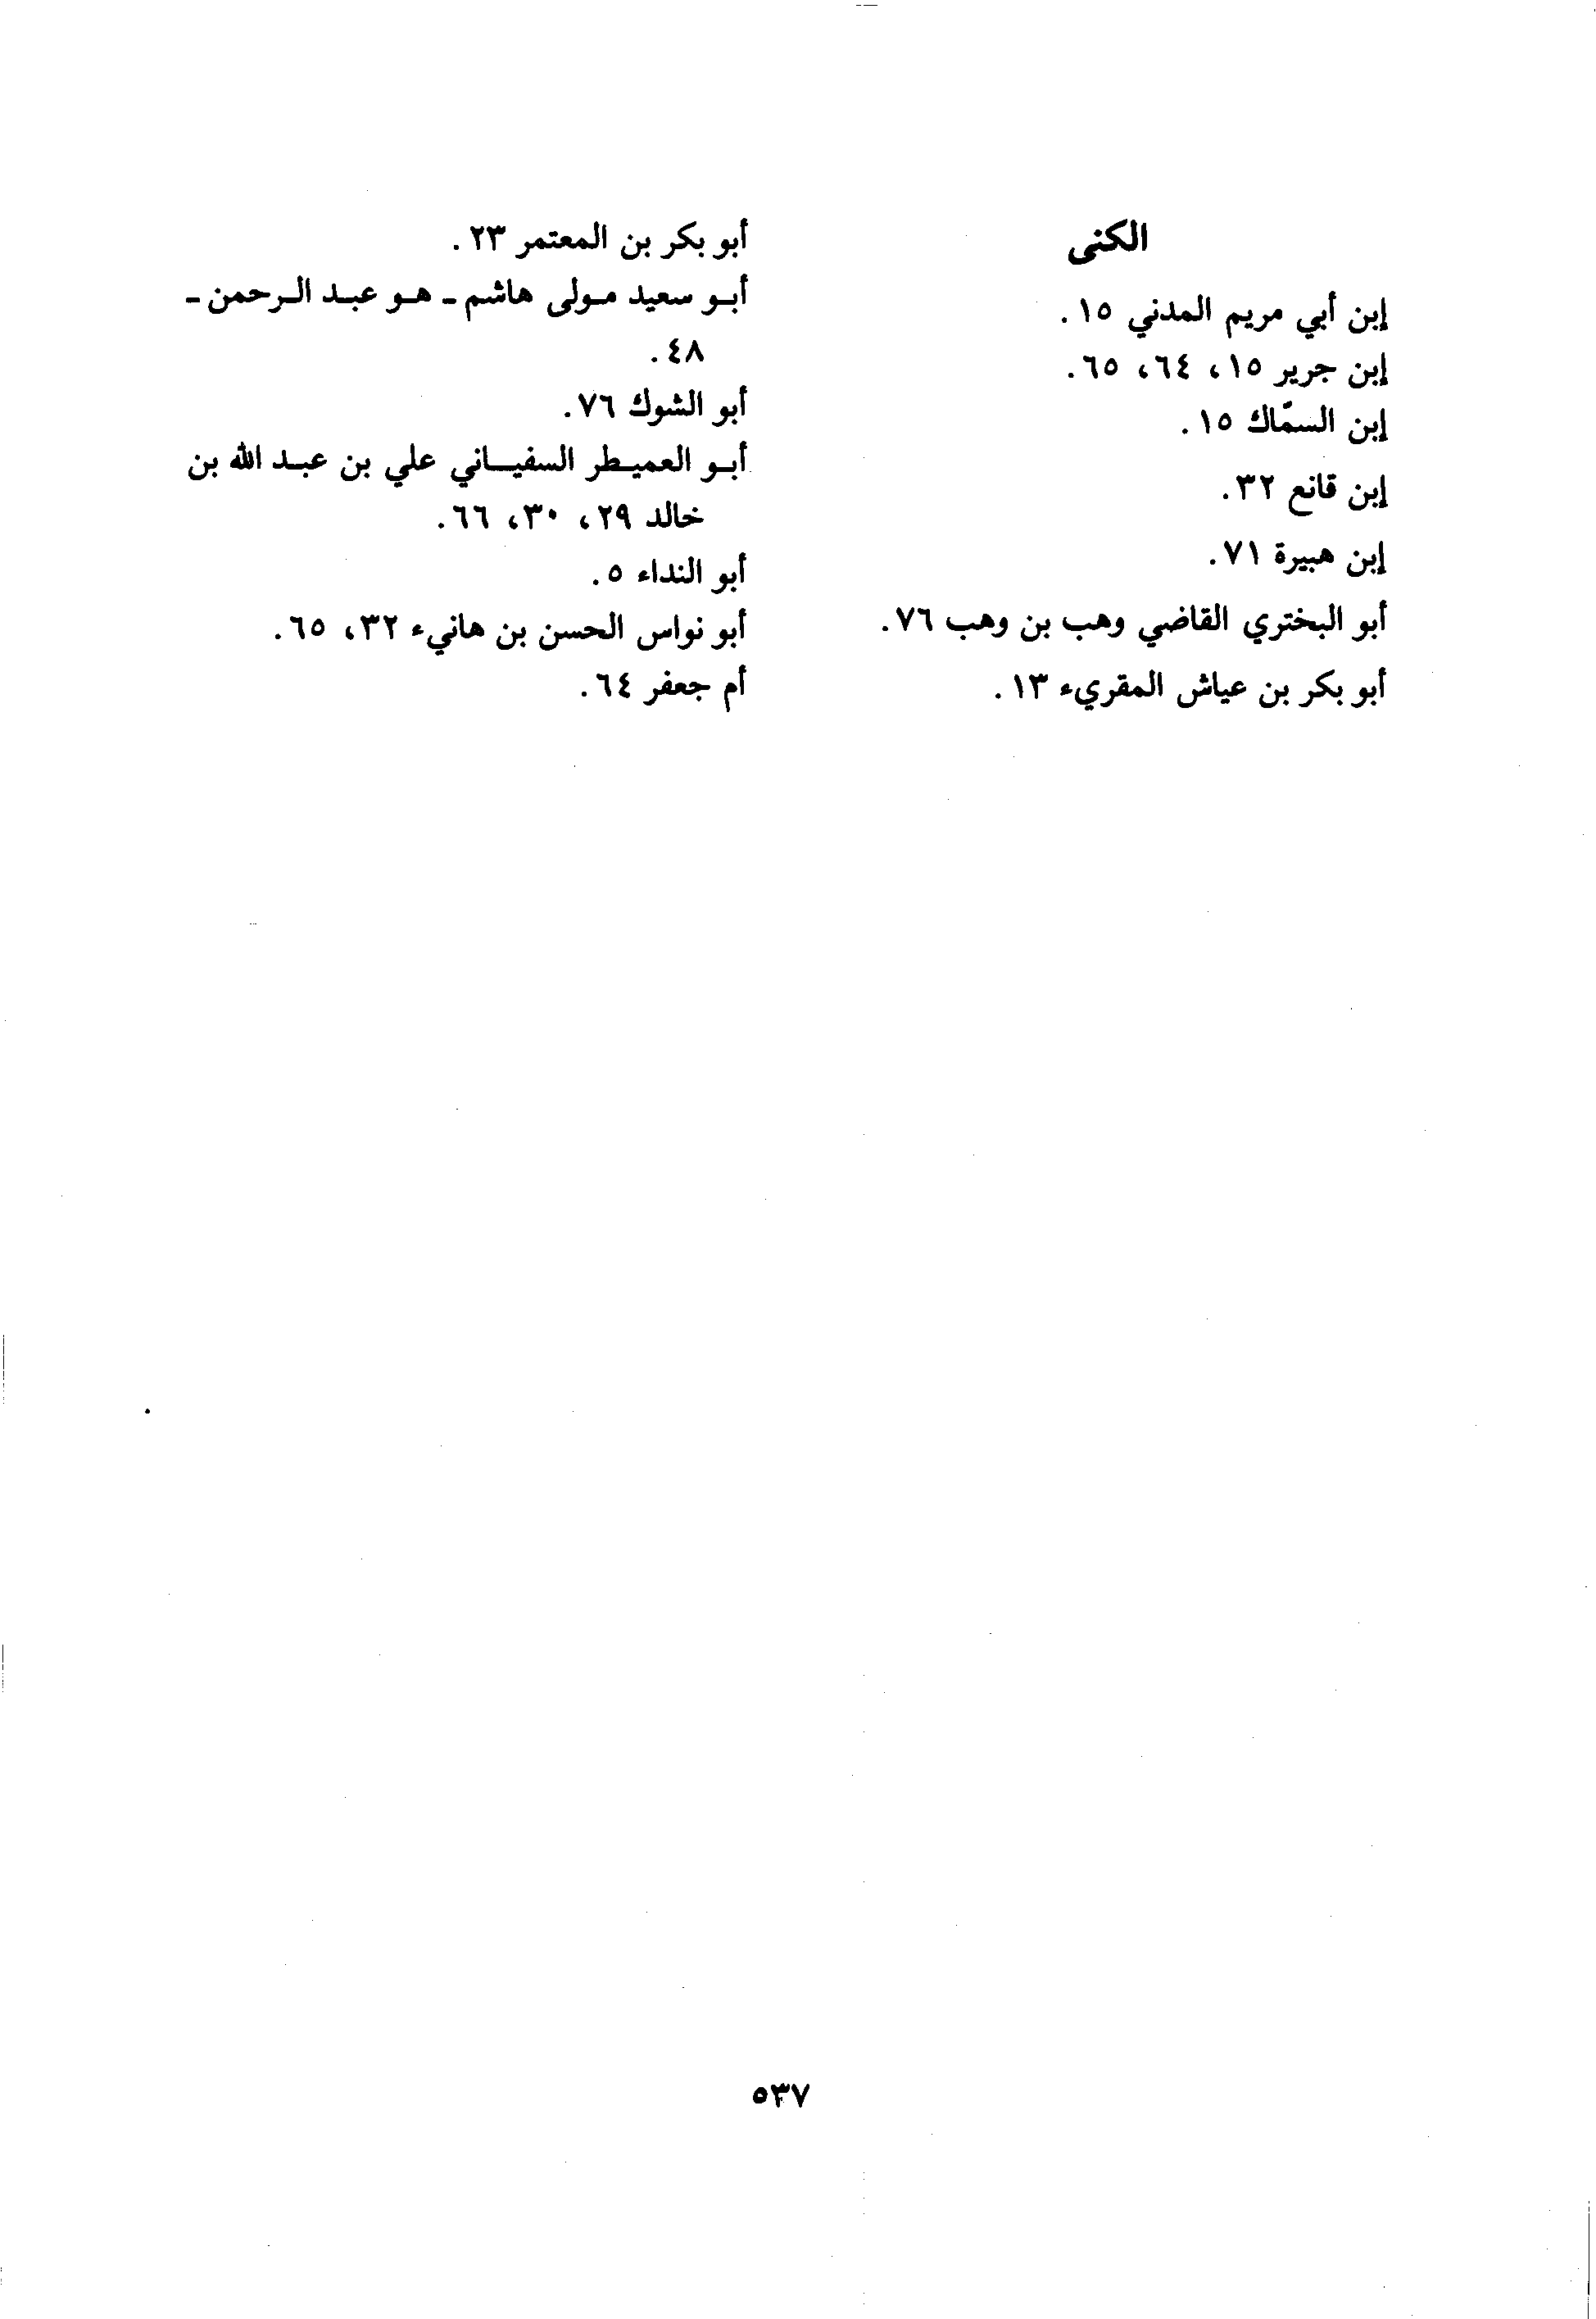 الكنى
إبن أبي مريم المدني ١٥.
إبن جرير ١٥، ٦٤، ٦٥.
إبن السمّاك ١٥.
إبن قانع ٣٢.
إبن هبيرة ٧١.
أبو البختري القاضي وهب بن وهب ٧٦.
أبو بكر بن عياش المقريء ١٣.
أبو بكر بن المعتمر ٢٣.
أبو سعيد مولى هاشم - هو عبد الرحمن -
٤٨.
أبو الشوك ٧٦.
أبو العميطر السفياني علي بن عبد الله بن
خالد ٢٩، ٣٠، ٦٦.
أبو النداء ٥.
أبو نواس الحسن بن هانيء ٣٢، ٦٥.
أم جعفر ٦٤.
٥٣٧